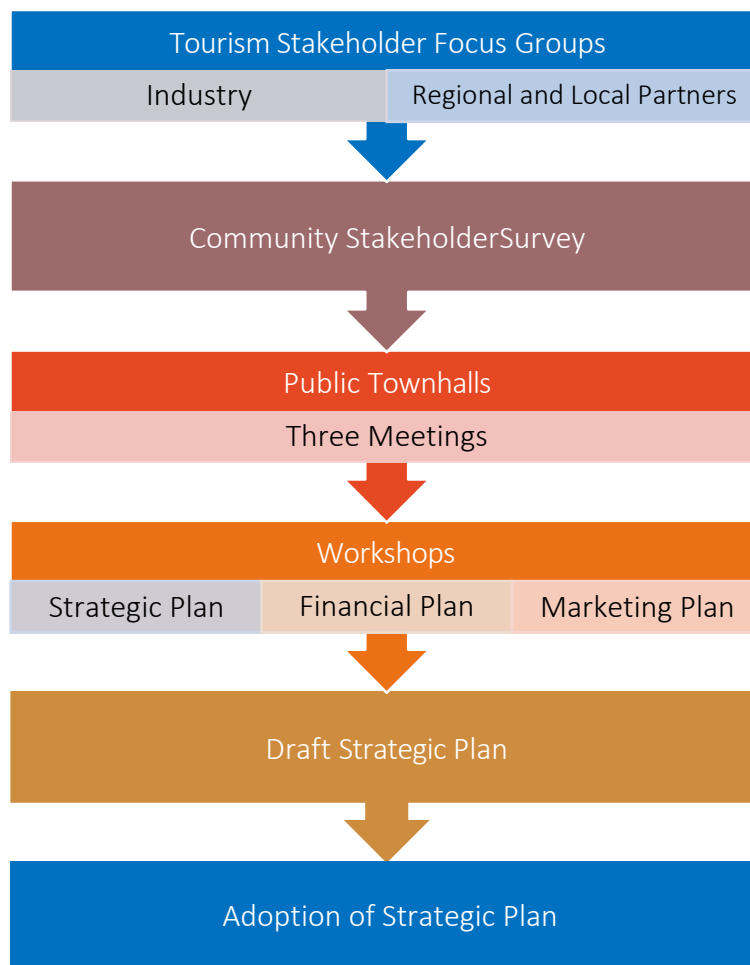 Tourism Stakeholder Focus Groups
Industry
Regional and Local Partners
Community StakeholderSurvey
Public Townhalls
Three Meetings
Workshops
Strategic Plan
Financial Plan
Marketing Plan
Draft Strategic Plan
Adoption of Strategic Plan